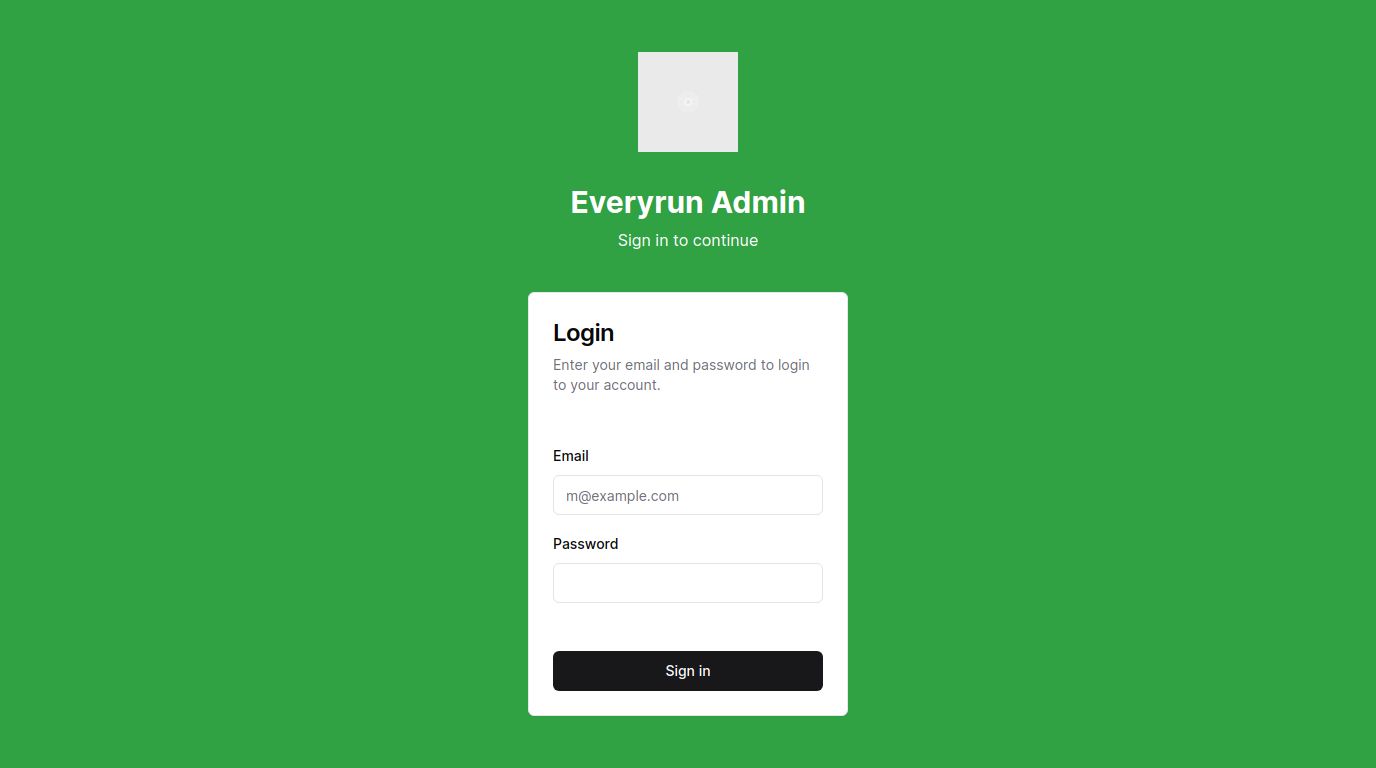 Everyrun Admin
Sign in to continue
Login
Enter your email and password to login
to your account.
Email
m@example.com
Password
Sign in